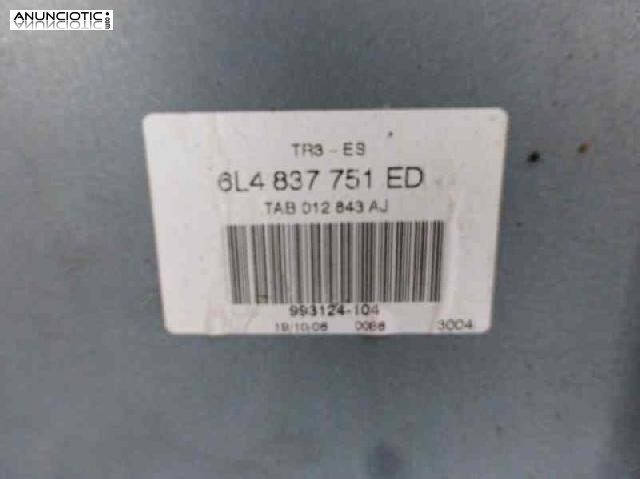 ANUNCIOTIC.com
TR3 - ES
6L4 837 751 ED
TAB 012 843 AJ
993124-104
19/10/06 0086 3004